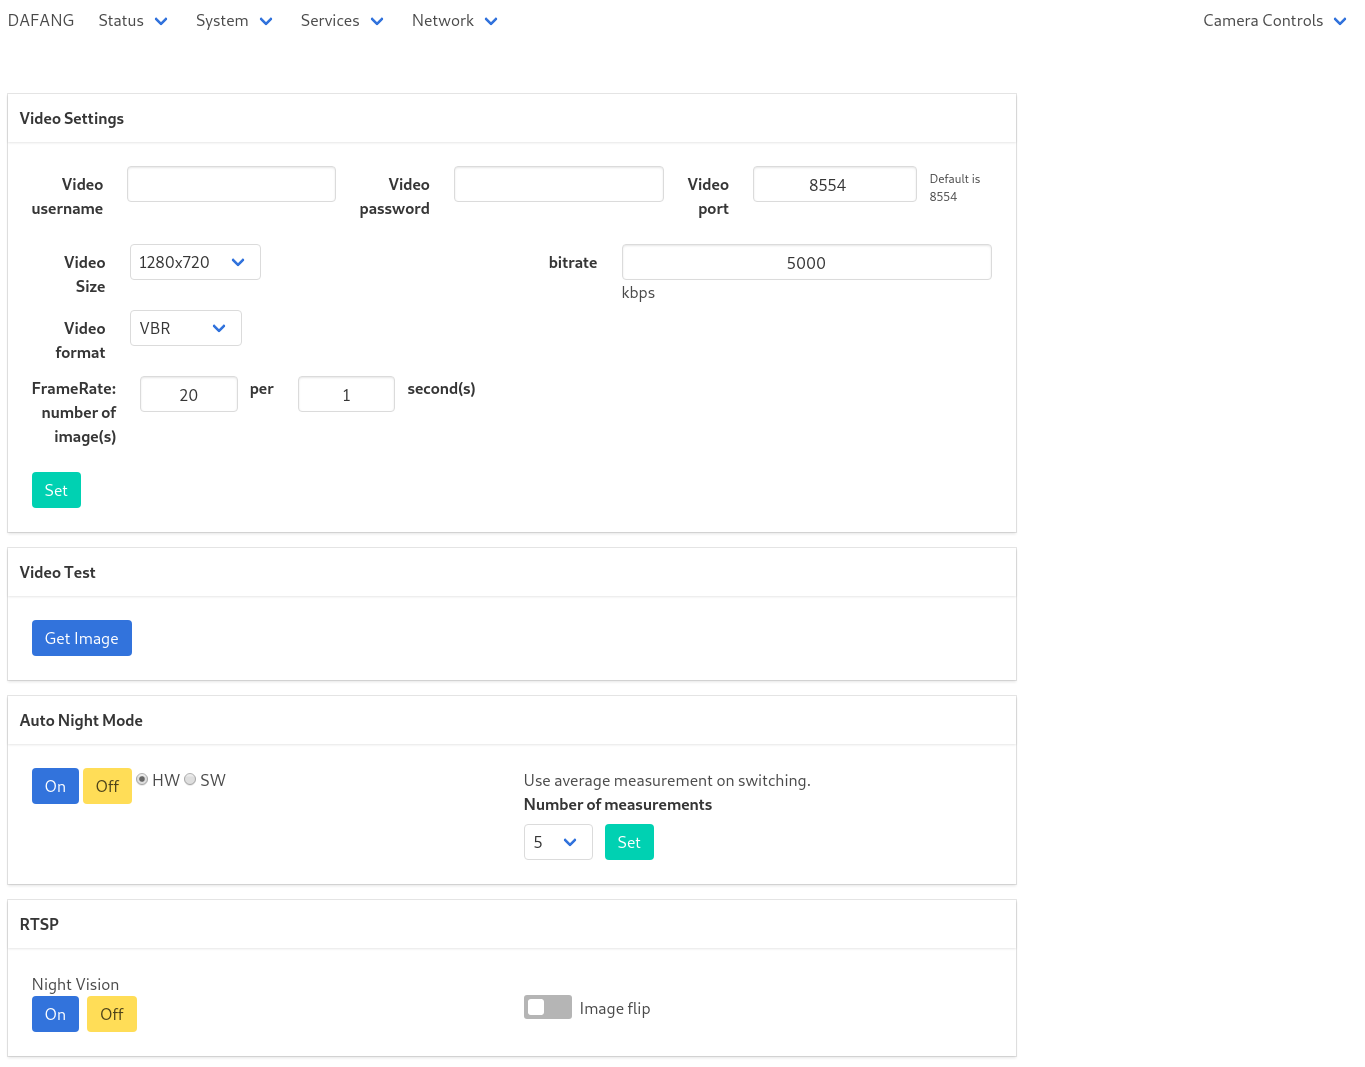 DAFANG Status System Services Network Camera Controls
Video Settings
Video username
Video password
Video port 8554 Default is 8554
Video Size 1280x720
bitrate 5000
kbps
Video format VBR
FrameRate: number of image(s) 20 per 1 second(s)
Set
Video Test
Get Image
Auto Night Mode
On Off HW SW
Use average measurement on switching.
Number of measurements
5 Set
RTSP
Night Vision
On Off
Image flip